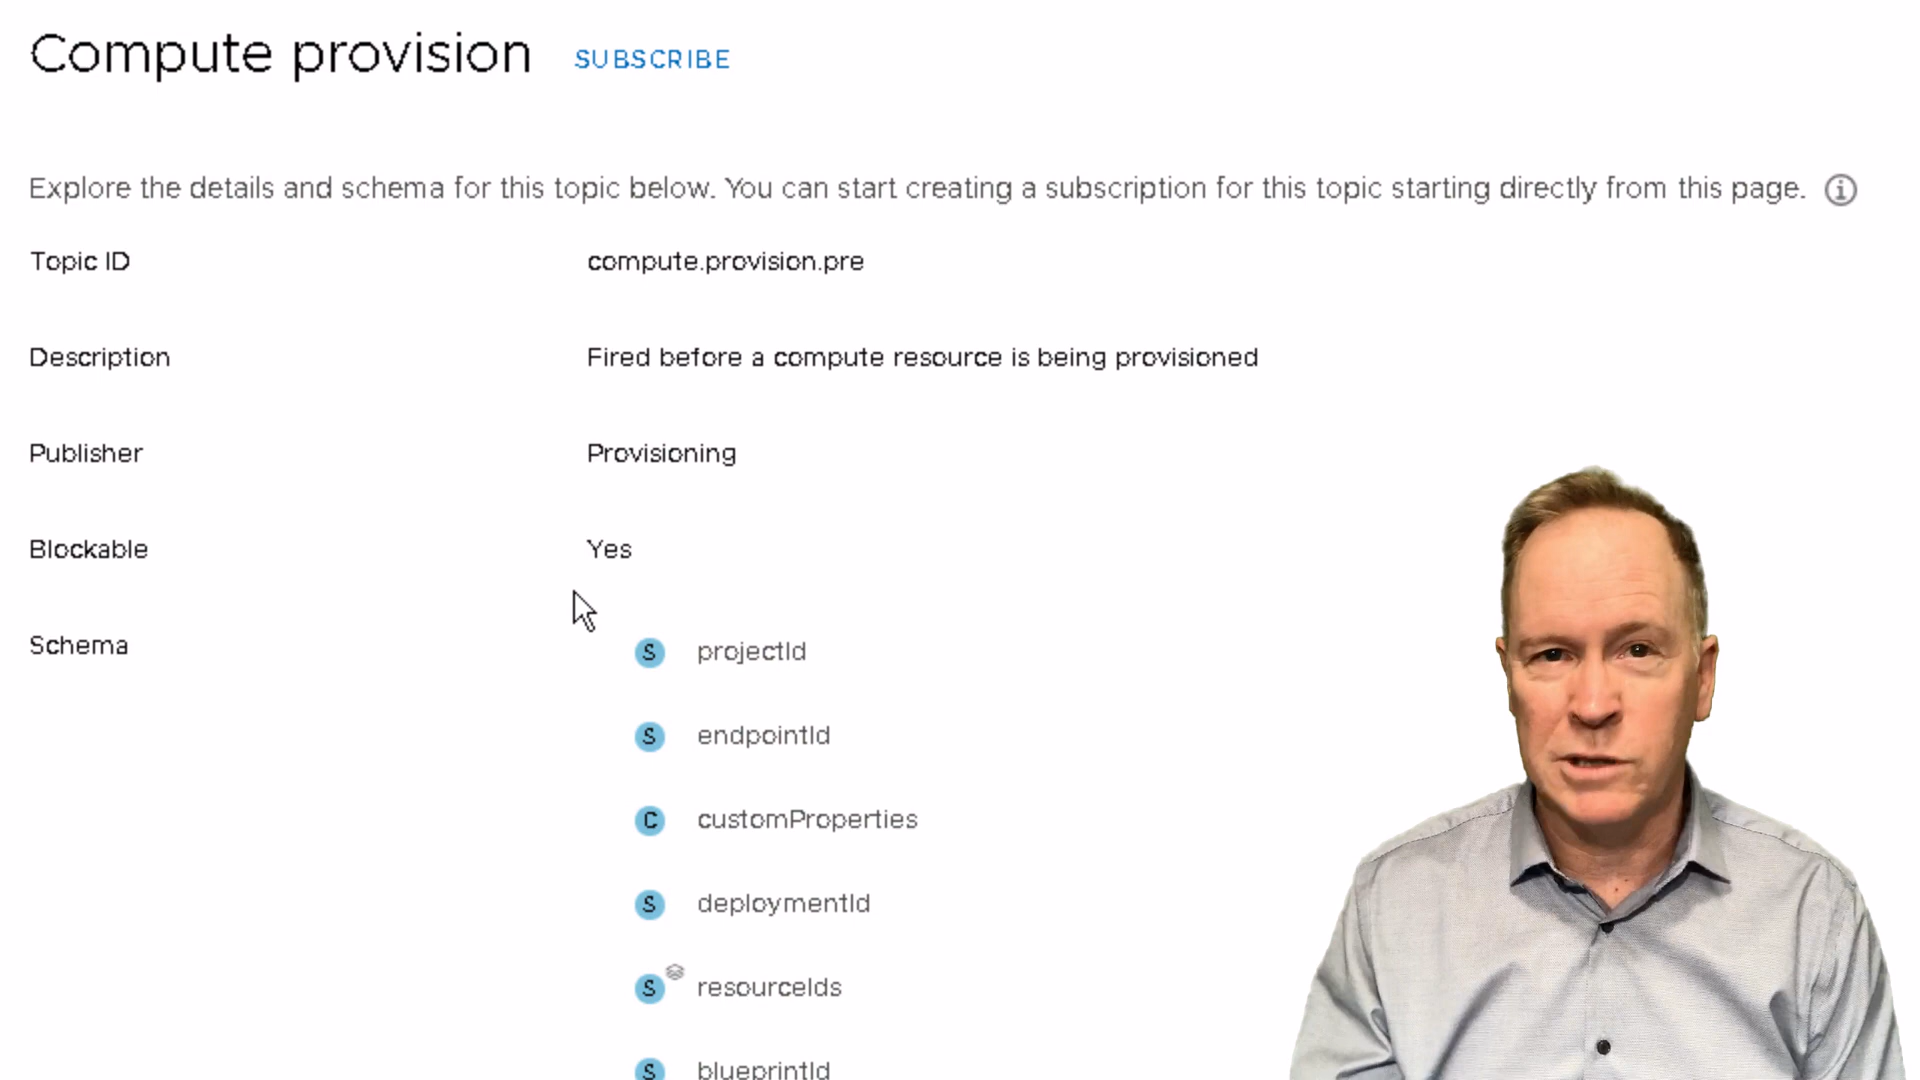 Compute provision SUBSCRIBE
Explore the details and schema for this topic below. You can start creating a subscription for this topic starting directly from this page.
Topic ID compute.provision.pre
Description Fired before a compute resource is being provisioned
Publisher Provisioning
Blockable Yes
Schema
S projectId
S endpointId
C customProperties
S deploymentId
S resourceIds
S blueprintId